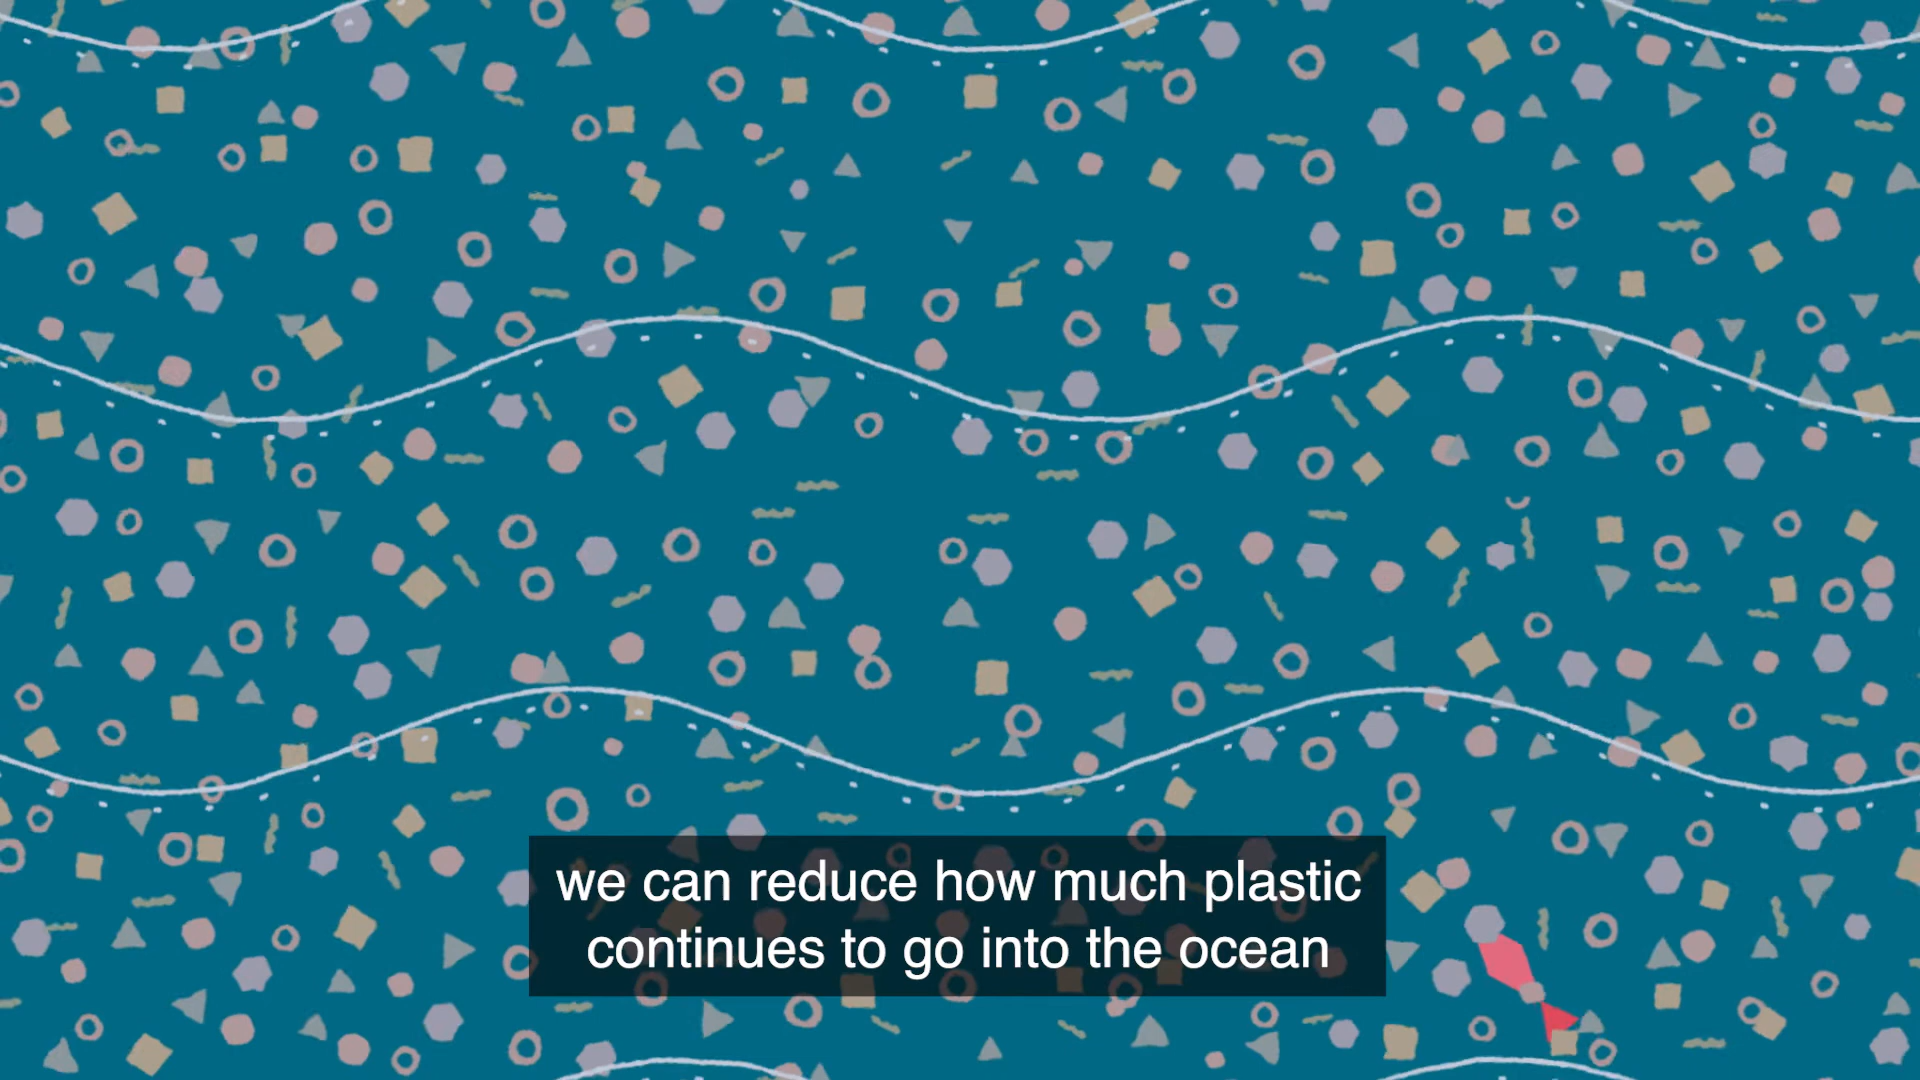 we can reduce how much plastic
continues to go into the ocean